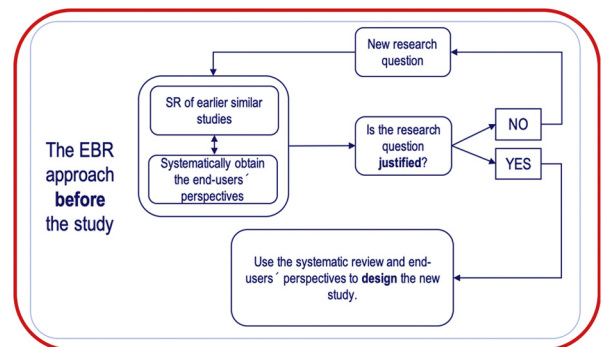 The EBR
approach
before
the study
SR of earlier similar
studies
Systematically obtain
the end-users´
perspectives
New research
question
Is the research
question
justified?
NO
YES
Use the systematic review and end-
users´ perspectives to design the new
study.